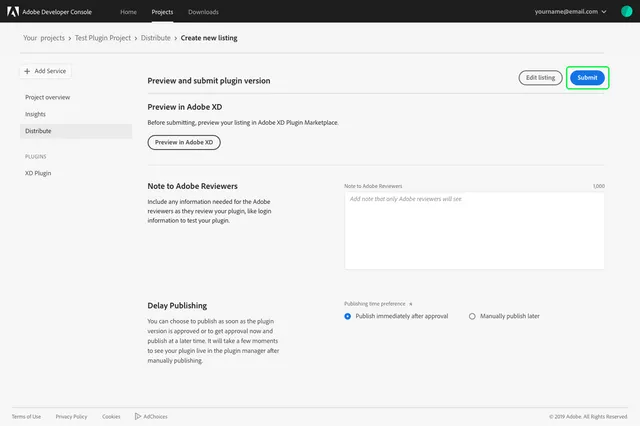 Adobe Developer Console Home Projects Downloads yourname@email.com
Your projects > Test Plugin Project > Distribute > Create new listing
+ Add Service
Project overview
Insights
Distribute
PLUGINS
XD Plugin
Preview and submit plugin version
Edit listing
Submit
Preview in Adobe XD
Before submitting, preview your listing in Adobe XD Plugin Marketplace.
Preview in Adobe XD
Note to Adobe Reviewers
Include any information needed for the Adobe
reviewers as they review your plugin, like login
information to test your plugin.
Note to Adobe Reviewers 1,000
Add note that only Adobe reviewers will see
Delay Publishing
You can choose to publish as soon as the plugin
version is approved or to get approval now and
publish at a later time. It will take a few moments
to see your plugin live in the plugin manager after
manually publishing.
Publishing time preference
Publish immediately after approval
Manually publish later
Terms of Use Privacy Policy Cookies AdChoices © 2019 Adobe. All Rights Reserved.